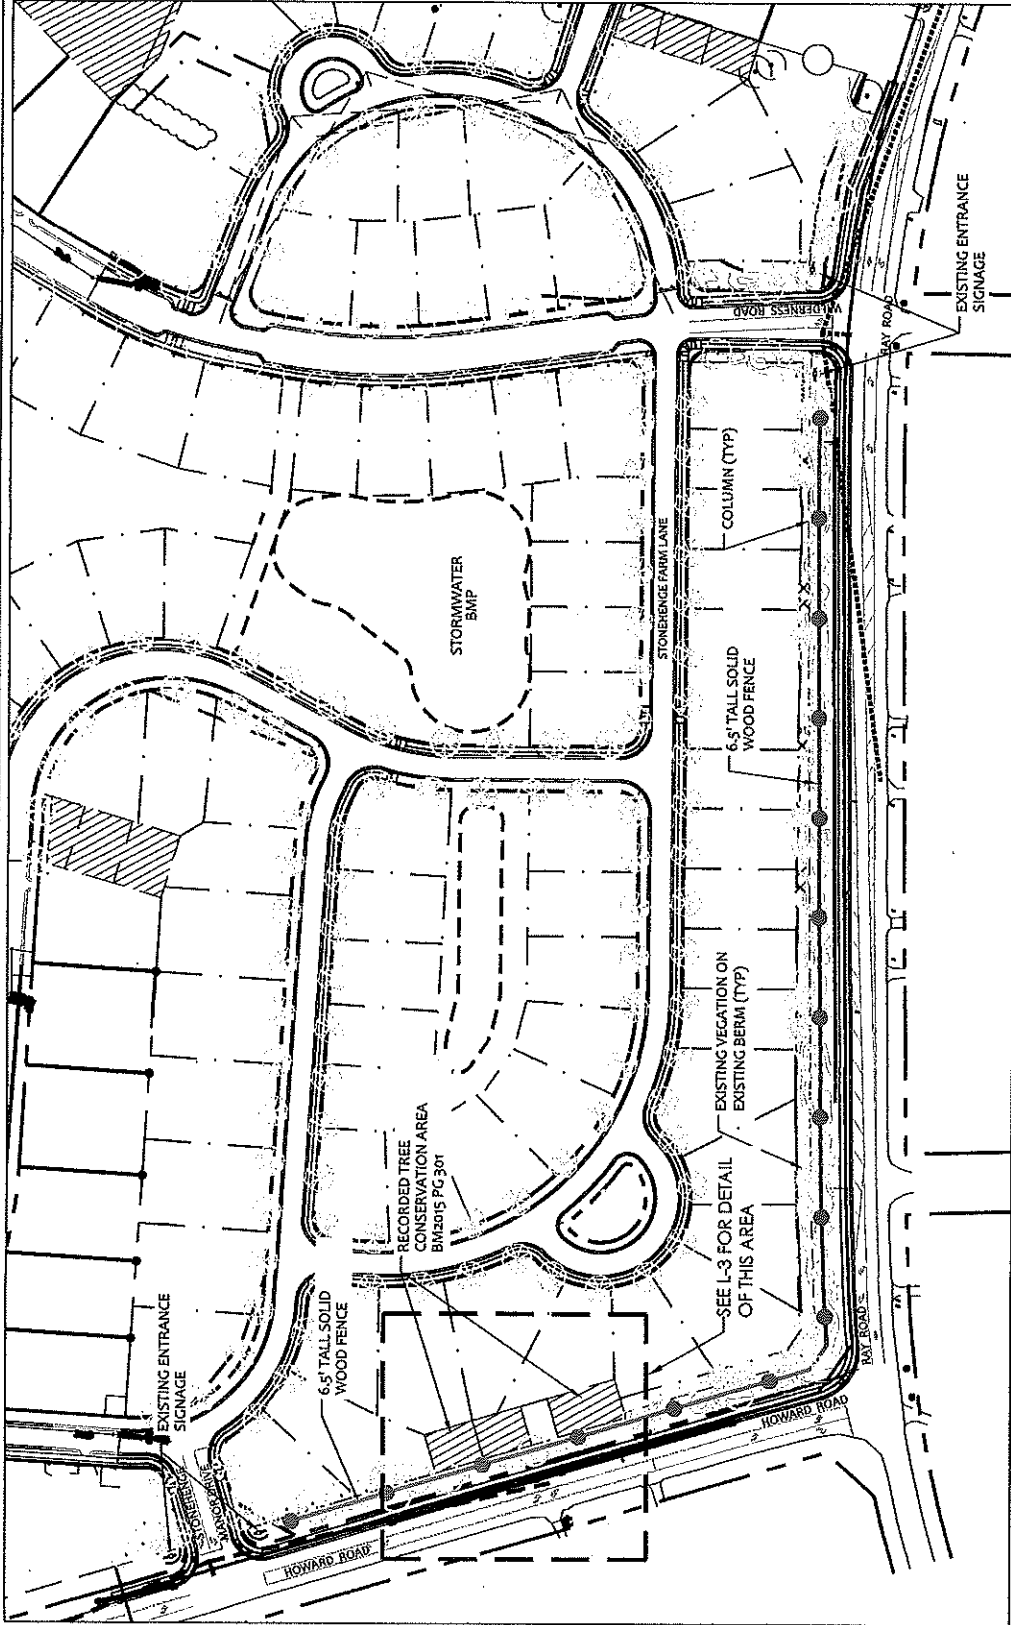 EXISTING ENTRANCE
SIGNAGE
STONEHENGE
MANOR DRIVE
HOWARD ROAD
6.5' TALL SOLID
WOOD FENCE
RECORDED TREE
CONSERVATION AREA
BM2015 PG 301
SEE L-3 FOR DETAIL
OF THIS AREA
HOWARD ROAD
RAY ROAD
EXISTING VEGATION ON
EXISTING BERM (TYP)
STORMWATER
BMP
STONEHENGE FARM LANE
6.5' TALL SOLID
WOOD FENCE
COLUMN (TYP)
WILDERNESS ROAD
RAY ROAD
EXISTING ENTRANCE
SIGNAGE